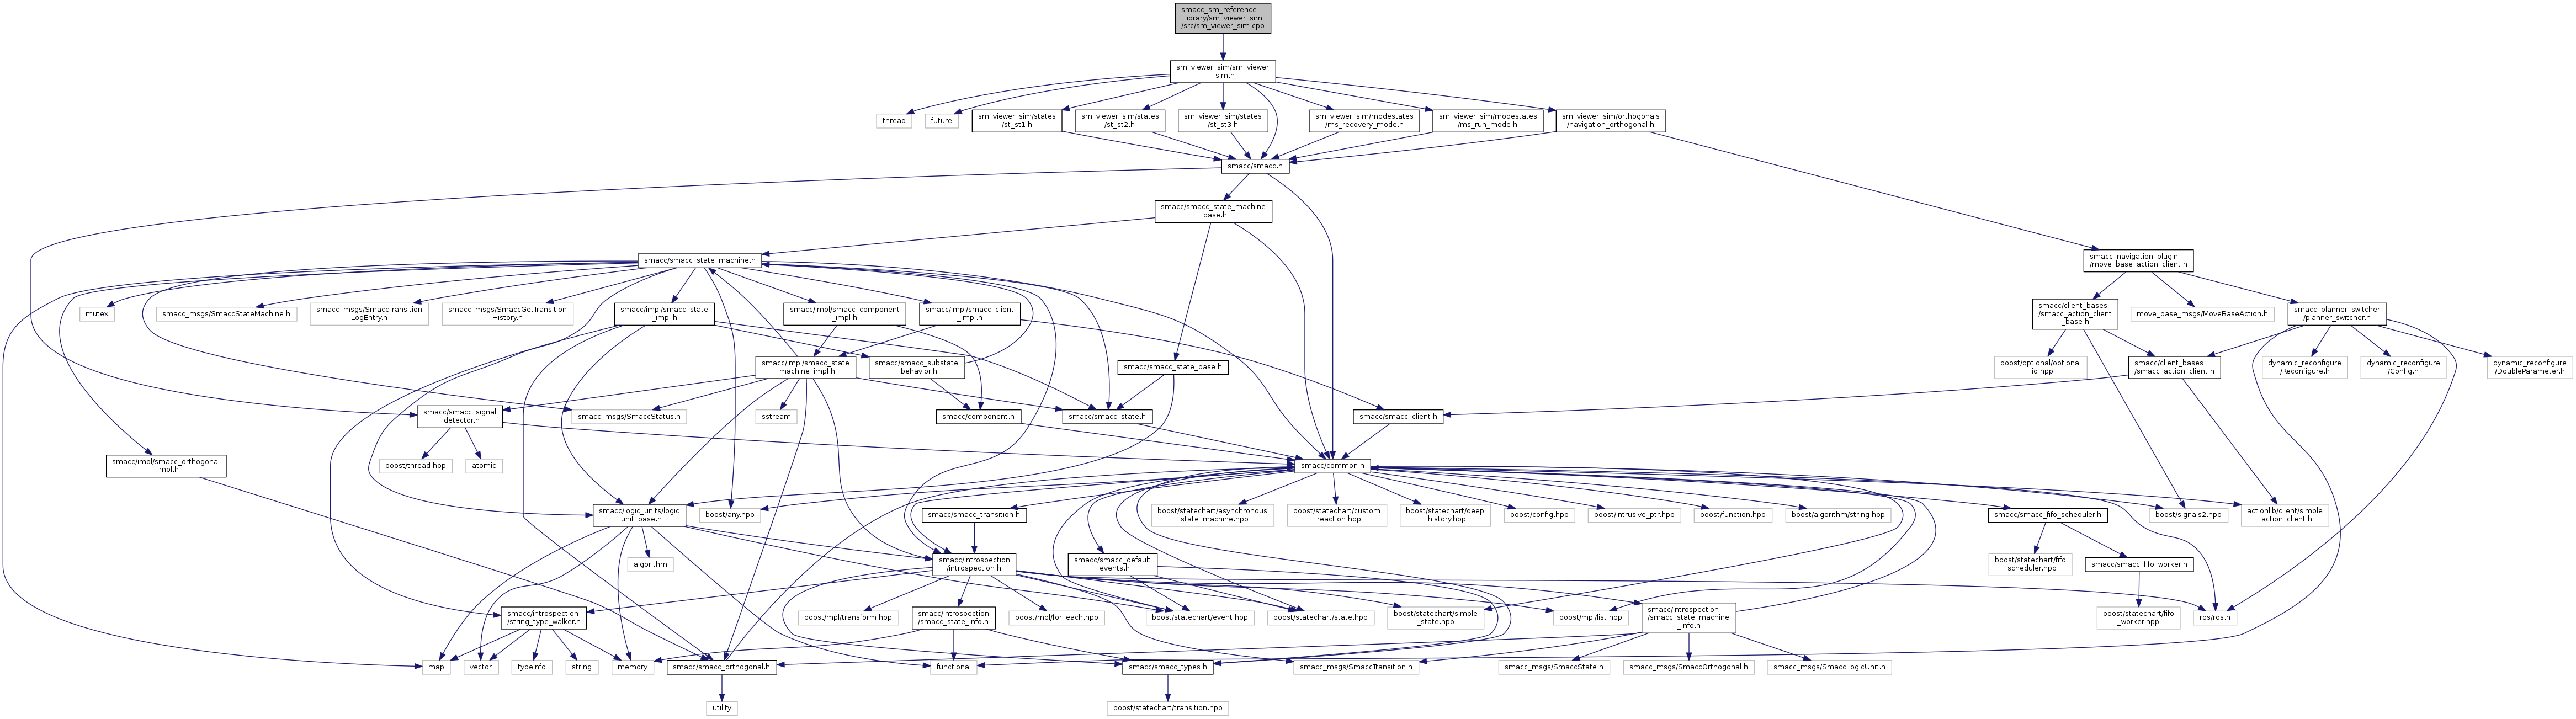 smacc_sm_reference
_library/sm_viewer_sim
/src/sm_viewer_sim.cpp
sm_viewer_sim/sm_viewer
_sim.h
thread
future
sm_viewer_sim/states
/st_st1.h
sm_viewer_sim/states
/st_st2.h
sm_viewer_sim/states
/st_st3.h
sm_viewer_sim/modestates
/ms_recovery_mode.h
sm_viewer_sim/modestates
/ms_run_mode.h
sm_viewer_sim/orthogonals
/navigation_orthogonal.h
smacc/smacc.h
smacc/smacc_state_machine
_base.h
smacc/smacc_state_machine.h
smacc_navigation_plugin
/move_base_action_client.h
mutex
smacc_msgs/SmaccStateMachine.h
smacc_msgs/SmaccTransition
LogEntry.h
smacc_msgs/SmaccGetTransition
History.h
smacc/impl/smacc_state
_impl.h
smacc/impl/smacc_component
_impl.h
smacc/impl/smacc_client
_impl.h
smacc/client_bases
/smacc_action_client
_base.h
move_base_msgs/MoveBaseAction.h
smacc_planner_switcher
/planner_switcher.h
smacc/impl/smacc_state
_machine_impl.h
smacc/smacc_substate
_behavior.h
smacc/smacc_state_base.h
boost/optional/optional
_io.hpp
smacc/client_bases
/smacc_action_client.h
dynamic_reconfigure
/Reconfigure.h
dynamic_reconfigure
/Config.h
dynamic_reconfigure
/DoubleParameter.h
smacc/smacc_signal
_detector.h
smacc_msgs/SmaccStatus.h
sstream
smacc/component.h
smacc/smacc_state.h
smacc/smacc_client.h
smacc/impl/smacc_orthogonal
_impl.h
boost/thread.hpp
atomic
smacc/common.h
smacc/logic_units/logic
_unit_base.h
boost/any.hpp
smacc/smacc_transition.h
boost/statechart/asynchronous
_state_machine.hpp
boost/statechart/custom
_reaction.hpp
boost/statechart/deep
_history.hpp
boost/config.hpp
boost/intrusive_ptr.hpp
boost/function.hpp
boost/algorithm/string.hpp
smacc/smacc_fifo_scheduler.h
boost/signals2.hpp
actionlib/client/simple
_action_client.h
algorithm
smacc/introspection
/introspection.h
smacc/smacc_default
_events.h
boost/statechart/fifo
_scheduler.hpp
smacc/smacc_fifo_worker.h
smacc/introspection
/string_type_walker.h
boost/mpl/transform.hpp
smacc/introspection
/smacc_state_info.h
boost/mpl/for_each.hpp
boost/statechart/event.hpp
boost/statechart/state.hpp
boost/statechart/simple
_state.hpp
boost/mpl/list.hpp
smacc/introspection
/smacc_state_machine
_info.h
boost/statechart/fifo
_worker.hpp
ros/ros.h
map
vector
typeinfo
string
memory
smacc/smacc_orthogonal.h
functional
smacc/smacc_types.h
smacc_msgs/SmaccTransition.h
smacc_msgs/SmaccState.h
smacc_msgs/SmaccOrthogonal.h
smacc_msgs/SmaccLogicUnit.h
utility
boost/statechart/transition.hpp